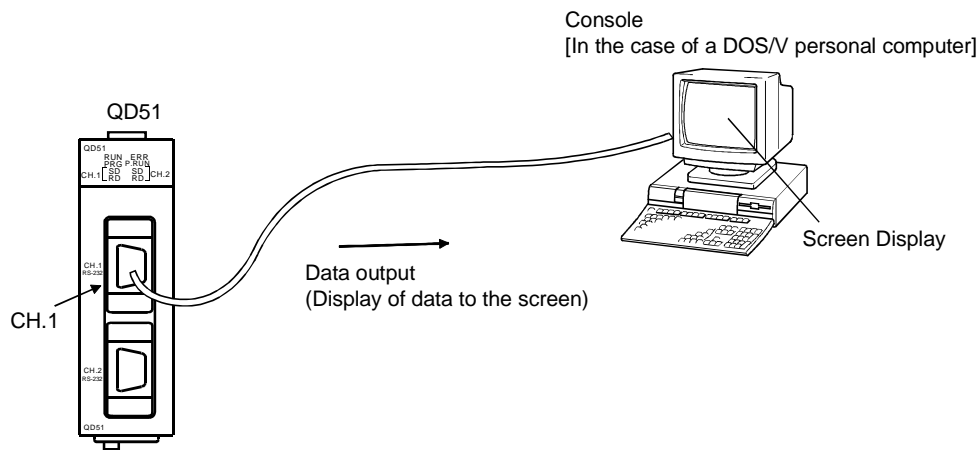 Console
[In the case of a DOS/V personal computer]
QD51
QD51
RUN ERR
PRG P.RUN
CH.1 SD SD CH.2
RD RD
CH.1
RS-232
Screen Display
Data output
(Display of data to the screen)
CH.1
CH.2
RS-232
QD51